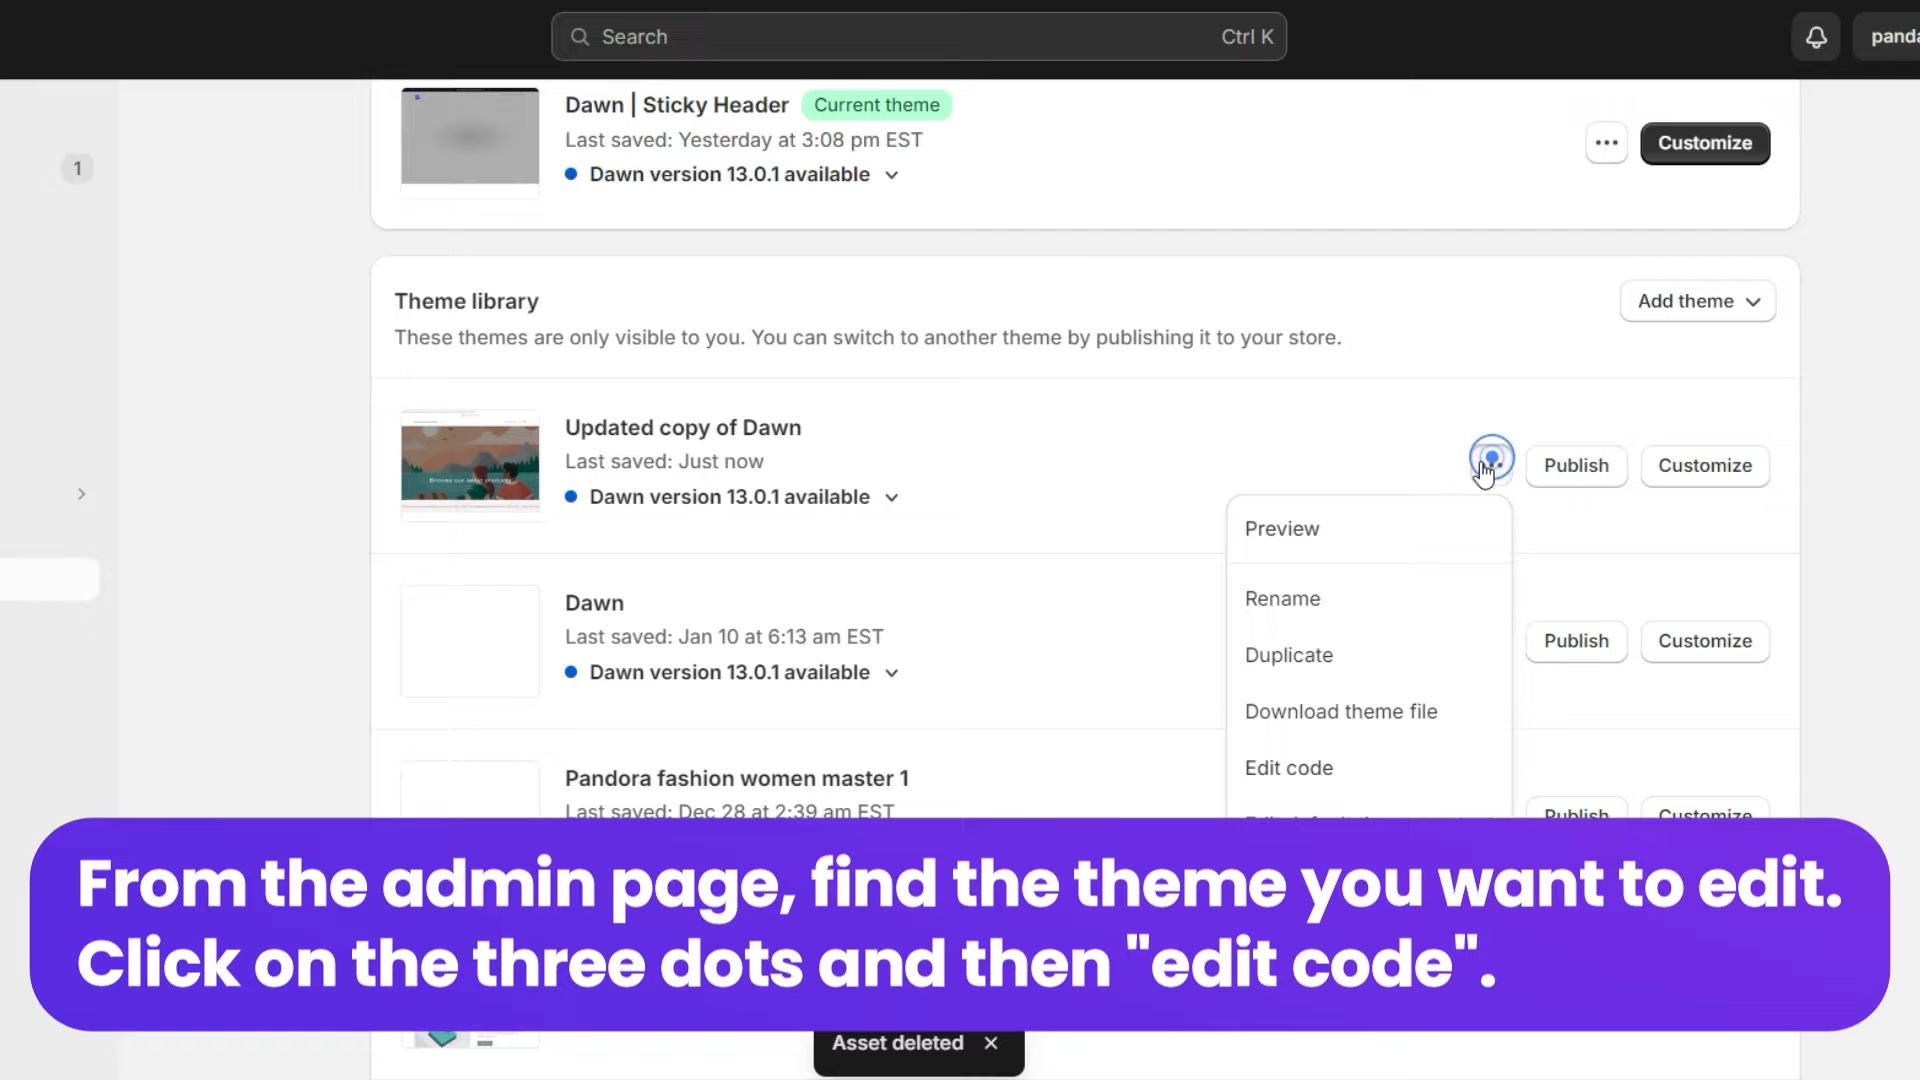 Search
Ctrl K
Dawn | Sticky Header
Current theme
Last saved: Yesterday at 3:08 pm EST
Dawn version 13.0.1 available
Customize
1
Theme library
Add theme
These themes are only visible to you. You can switch to another theme by publishing it to your store.
Updated copy of Dawn
Last saved: Just now
Dawn version 13.0.1 available
Publish
Customize
Preview
Rename
Duplicate
Download theme file
Edit code
Dawn
Last saved: Jan 10 at 6:13 am EST
Dawn version 13.0.1 available
Publish
Customize
Pandora fashion women master 1
Last saved: Dec 28 at 2:39 am EST
Publish
Customize
From the admin page, find the theme you want to edit.
Click on the three dots and then "edit code".
Asset deleted